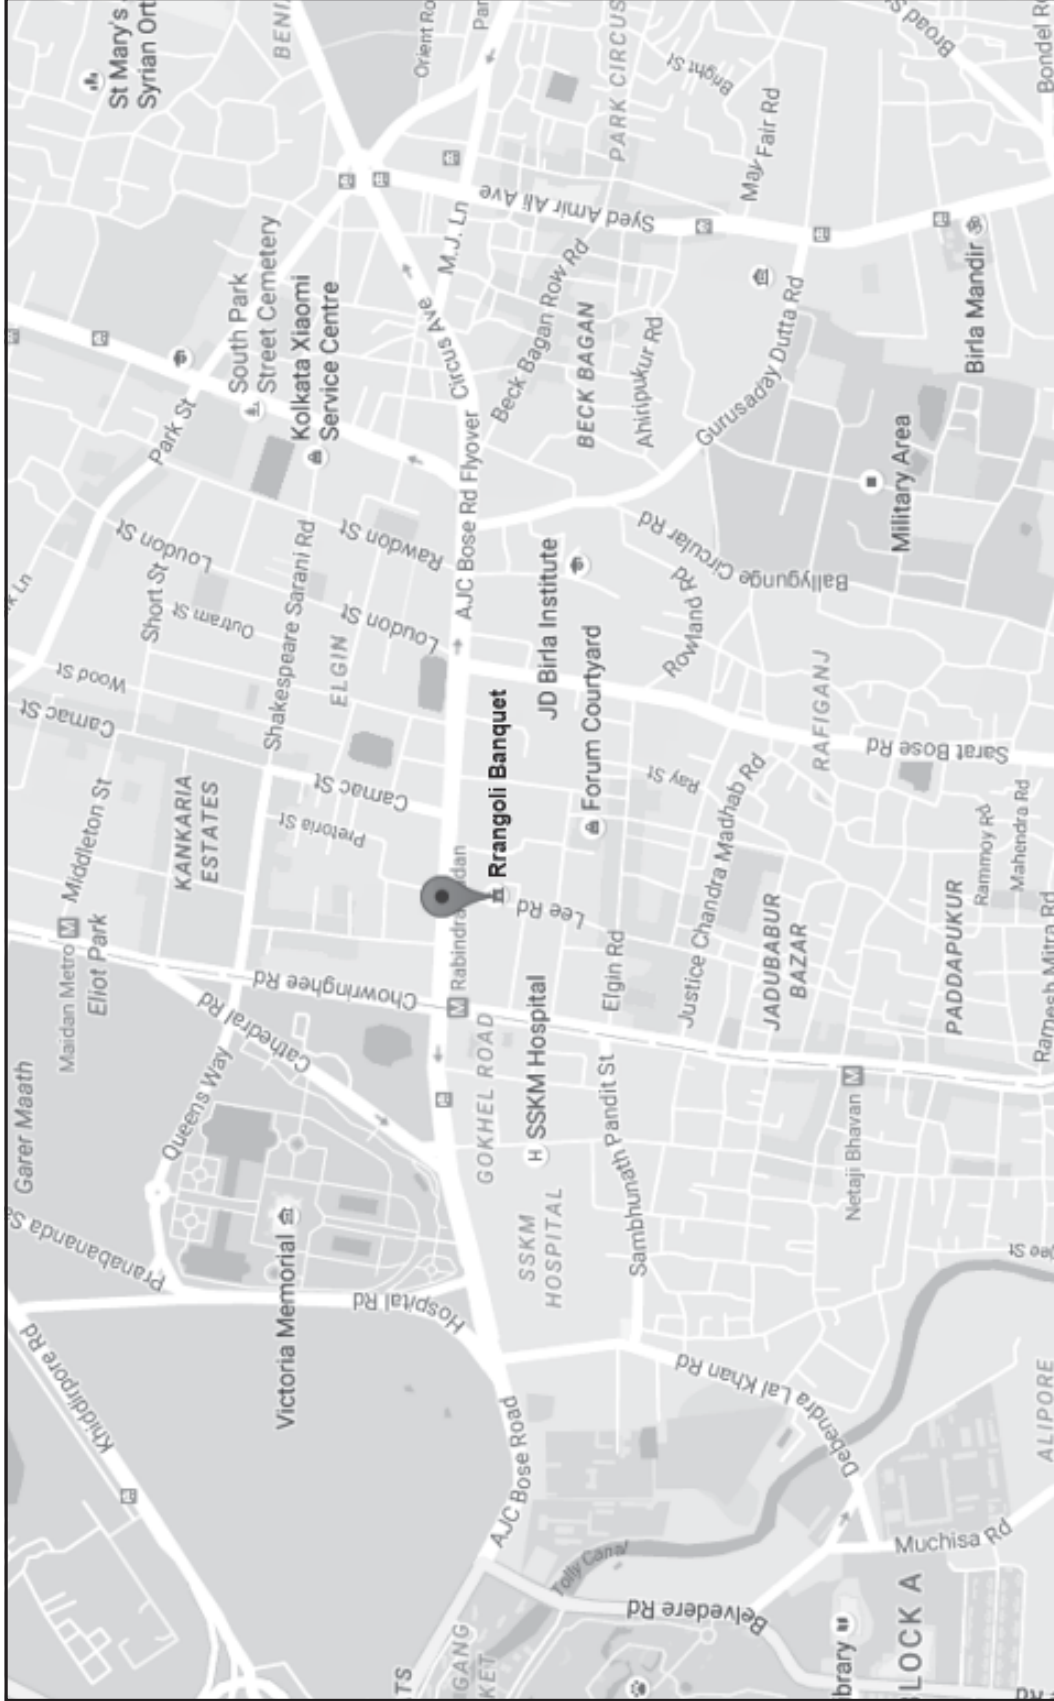 Khiddirpore Rd
Pranabananda
Garer Maath
Maidan Metro
Eliot Park
Middleton St
Camac St
Wood St
Short St
Loudon St
Park St
St Mary's
Syrian Ort
Queens Way
Cathedral Rd
KANKARIA
ESTATES
Outram St
South Park
Street Cemetery
Victoria Memorial
Chowringhee Rd
Pretoria St
Shakespeare Sarani Rd
ELGIN
Kolkata Xiaomi
Service Centre
Hospital Rd
Camac St
Loudon St
Rawdon St
Orient Ro
AJC Bose Road
Rabindra
dan
AJC Bose Rd Flyover
Circus Ave
M.J. Ln
GOKHEL ROAD
Rrangoli Banquet
SSKM Hospital
Lee Rd
JD Birla Institute
Beck Bagan Row Rd
Syed Amir Ali Ave
SSKM
HOSPITAL
Forum Courtyard
BECK BAGAN
PARK CIRCUS
Tolly Canal
Sambhunath Pandit St
Elgin Rd
Ray St
Ahiripukur Rd
Bright St
Belvedere Rd
Debendra Lal Khan Rd
Justice Chandra Madhab Rd
Rowland Rd
Ballygunge Circular Rd
Gurusaday Dutta Rd
May Fair Rd
JADUBABUR
BAZAR
RAFIGANJ
Netaji Bhavan
Sarat Bose Rd
Military Area
Broad S
Muchisa Rd
LOCK A
PADDAPUKUR
Rammoy Rd
Mahendra Rd
Birla Mandir
ALIPORE
Ramesh Mitra Rd
Bondel R